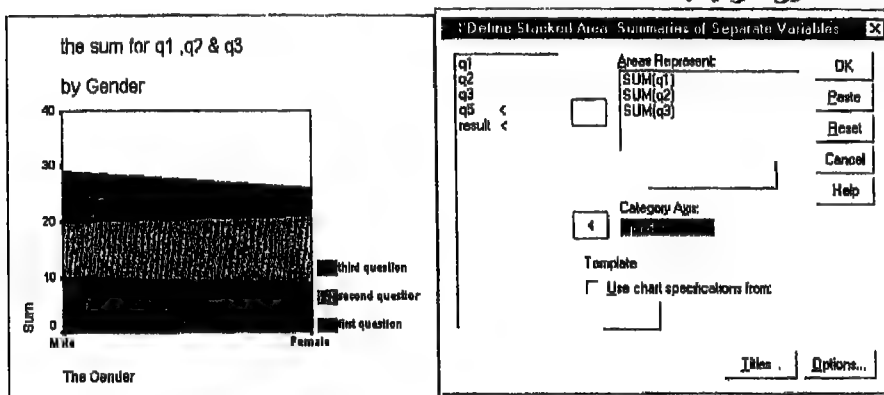 the sum for q1 ,q2 & q3
by Gender
40
30
20
10
0
Sum
Male
Female
third question
second question
first question
The Gender
Define Stacked Area: Summaries of Separate Variables
q1
q2
q3
q5 <
result <
Areas Represent:
SUM(q1)
SUM(q2)
SUM(q3)
OK
Paste
Reset
Cancel
Help
Category Axis:
Template
Use chart specifications from:
Titles...
Options...